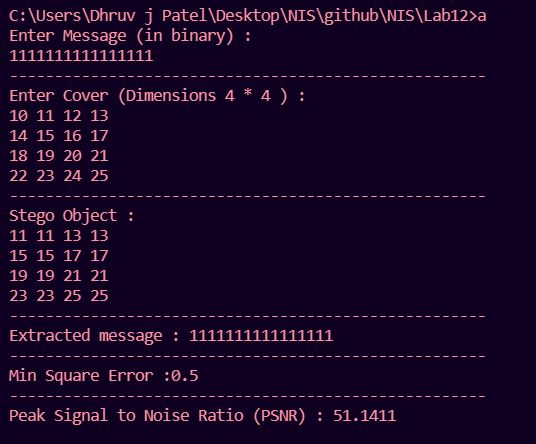 C:\Users\Dhruv j Patel\Desktop\NIS\github\NIS\Lab12>a
Enter Message (in binary) :
1111111111111111
------------------------------------------------
Enter Cover (Dimensions 4 * 4 ) :
10 11 12 13
14 15 16 17
18 19 20 21
22 23 24 25
------------------------------------------------
Stego Object :
11 11 13 13
15 15 17 17
19 19 21 21
23 23 25 25
------------------------------------------------
Extracted message : 1111111111111111
------------------------------------------------
Min Square Error :0.5
------------------------------------------------
Peak Signal to Noise Ratio (PSNR) : 51.1411